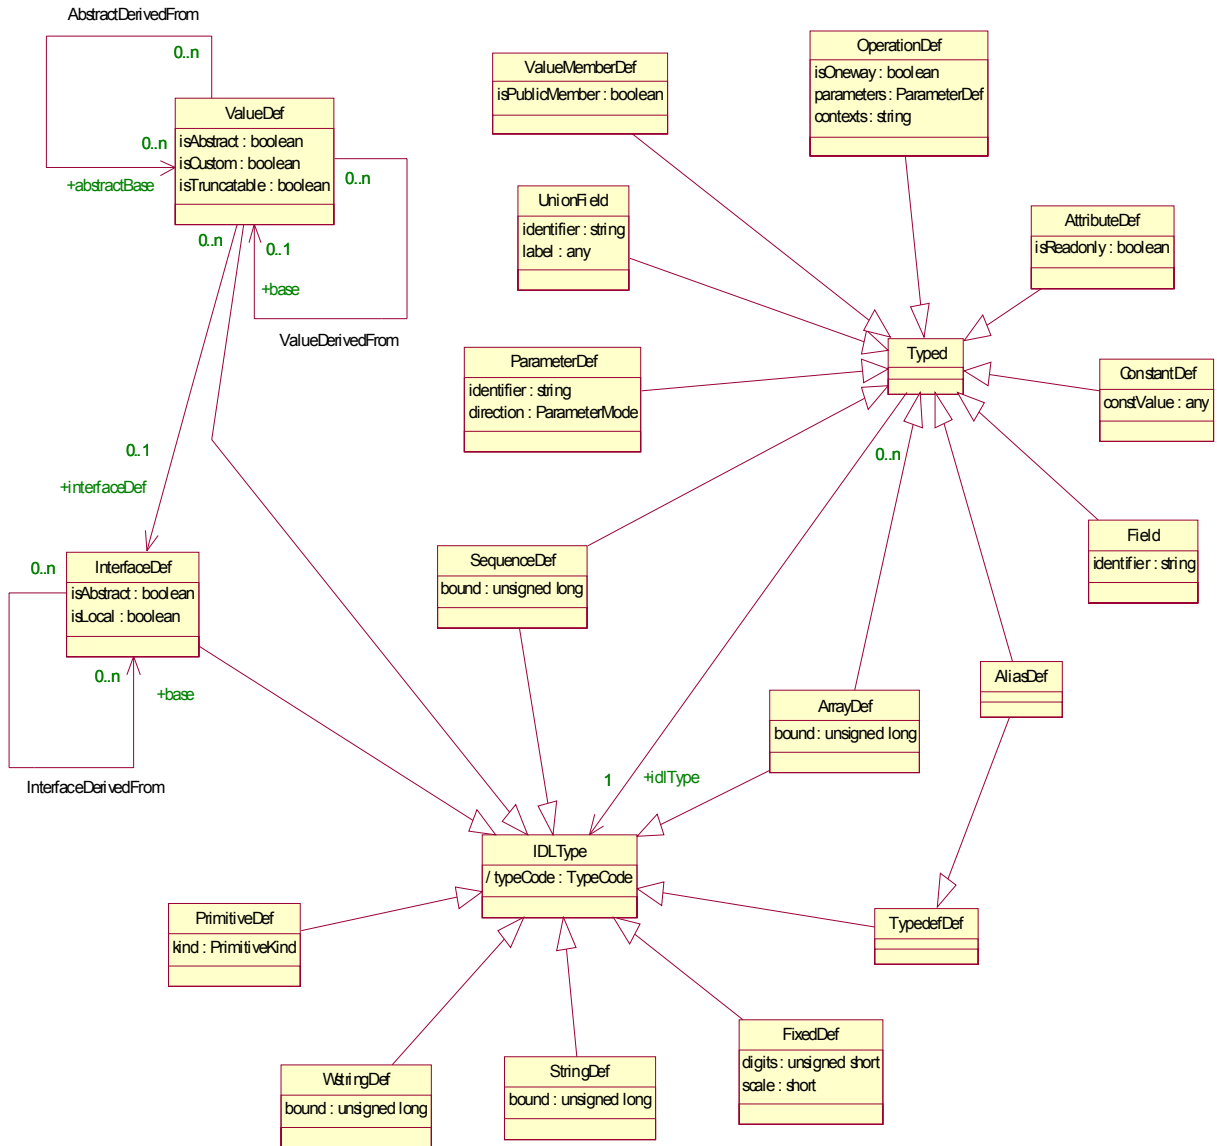 AbstractDerivedFrom
0..n
ValueDef
isAbstract : boolean
isCustom : boolean
isTruncatable : boolean
0..n
+abstractBase
0..n
0..n
0..1
+base
ValueDerivedFrom
0..1
+interfaceDef
InterfaceDef
isAbstract : boolean
isLocal : boolean
0..n
0..n
+base
InterfaceDerivedFrom
ValueMemberDef
isPublicMember : boolean
OperationDef
isOneway : boolean
parameters : ParameterDef
contexts : string
UnionField
identifier : string
label : any
AttributeDef
isReadonly : boolean
Typed
ParameterDef
identifier : string
direction : ParameterMode
ConstantDef
constValue : any
0..n
Field
identifier : string
SequenceDef
bound : unsigned long
AliasDef
ArrayDef
bound : unsigned long
1
+idlType
IDLType
/ typeCode : TypeCode
PrimitiveDef
kind : PrimitiveKind
TypedefDef
FixedDef
digits : unsigned short
scale : short
WstringDef
bound : unsigned long
StringDef
bound : unsigned long